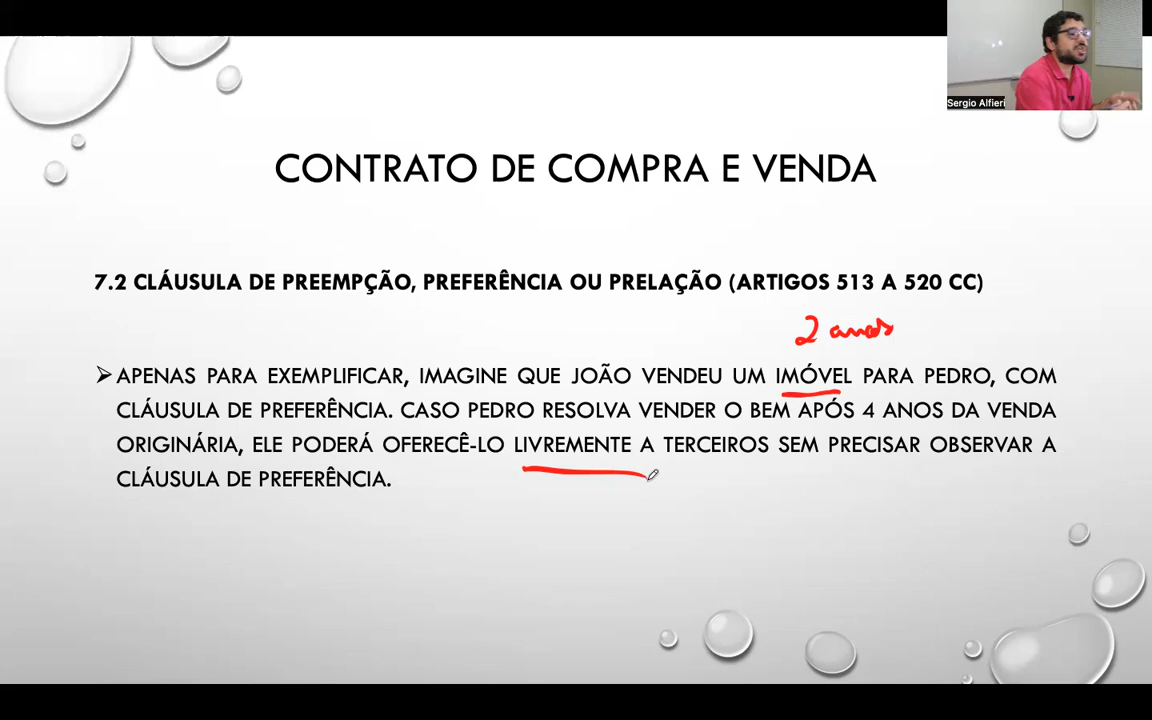 Sergio Alfieri
CONTRATO DE COMPRA E VENDA
7.2 CLÁUSULA DE PREEMPÇÃO, PREFERÊNCIA OU PRELAÇÃO (ARTIGOS 513 A 520 CC)
2 anos
➢APENAS PARA EXEMPLIFICAR, IMAGINE QUE JOÃO VENDEU UM IMÓVEL PARA PEDRO, COM
CLÁUSULA DE PREFERÊNCIA. CASO PEDRO RESOLVA VENDER O BEM APÓS 4 ANOS DA VENDA
ORIGINÁRIA, ELE PODERÁ OFERECÊ-LO LIVREMENTE A TERCEIROS SEM PRECISAR OBSERVAR A
CLÁUSULA DE PREFERÊNCIA.